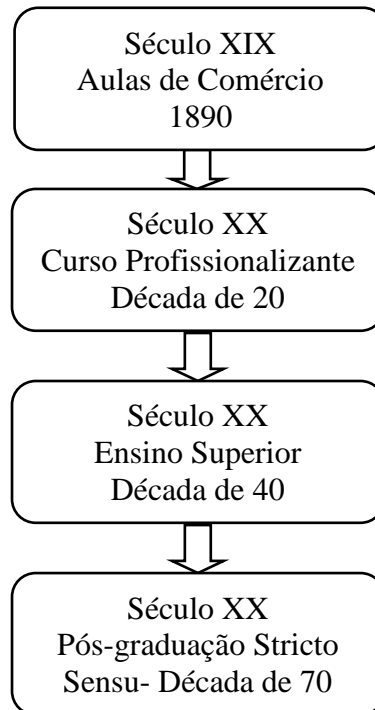 Século XIX
Aulas de Comércio
1890
Século XX
Curso Profissionalizante
Década de 20
Século XX
Ensino Superior
Década de 40
Século XX
Pós-graduação Stricto
Sensu- Década de 70